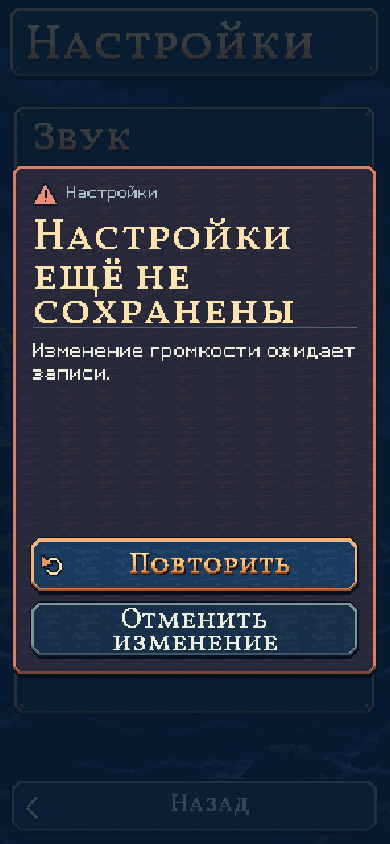 Настройки
Звук
Настройки
Настройки
ещё не
сохранены
Изменение громкости ожидает
записи.
Повторить
Отменить
изменение
Назад